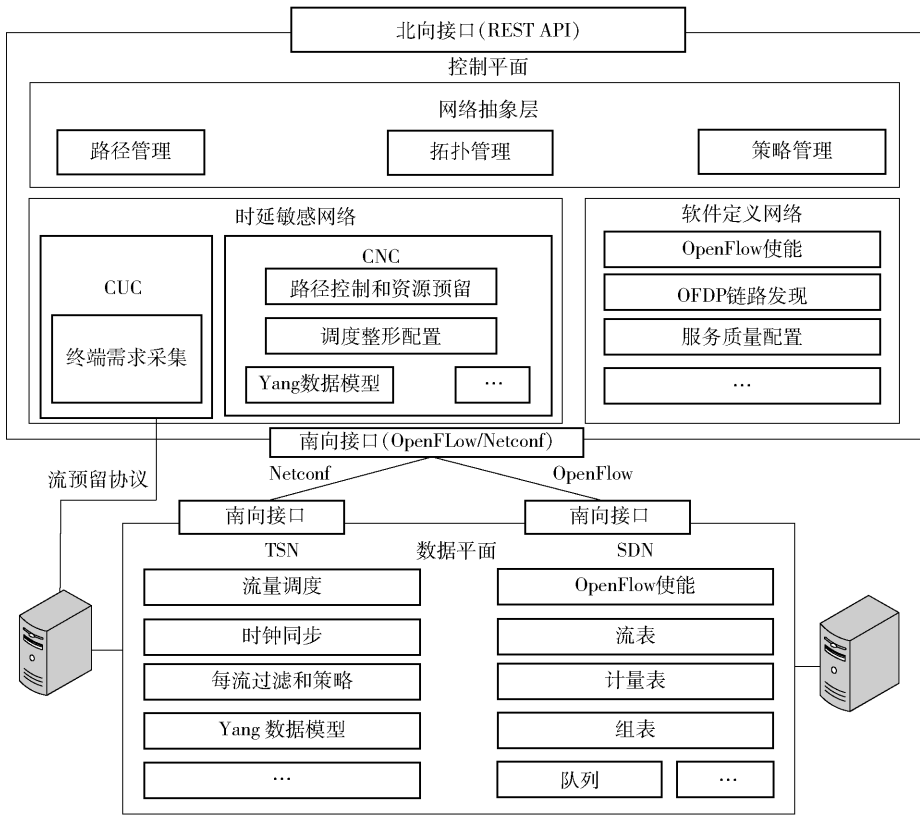 北向接口(REST API)
控制平面
网络抽象层
路径管理
拓扑管理
策略管理
时延敏感网络
CUC
终端需求采集
CNC
路径控制和资源预留
调度整形配置
Yang数据模型
…
软件定义网络
OpenFlow使能
OFDP链路发现
服务质量配置
…
南向接口(OpenFLow/Netconf)
流预留协议
Netconf
OpenFlow
南向接口
南向接口
TSN
数据平面
SDN
流量调度
时钟同步
每流过滤和策略
Yang 数据模型
…
OpenFlow使能
流表
计量表
组表
队列
…